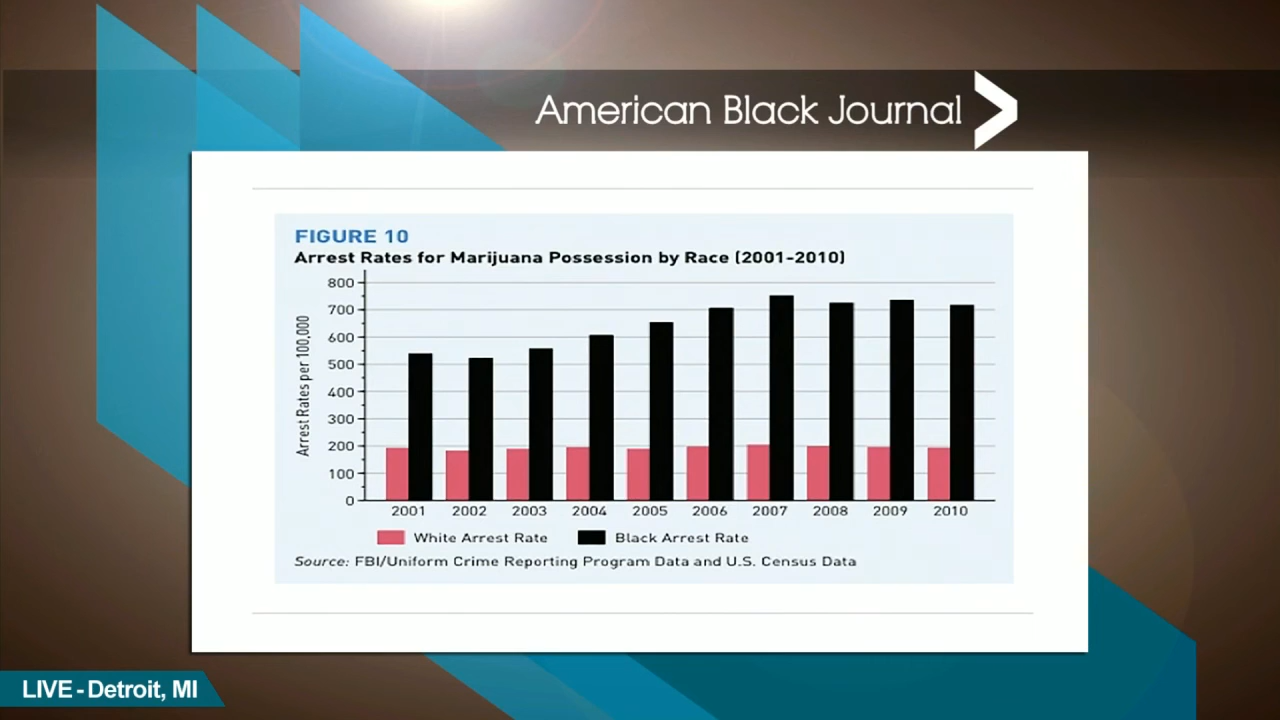 American Black Journal
FIGURE 10
Arrest Rates for Marijuana Possession by Race (2001-2010)
Arrest Rates per 100,000
800
700
600
500
400
300
200
100
0
2001 2002 2003 2004 2005 2006 2007 2008 2009 2010
White Arrest Rate Black Arrest Rate
Source: FBI/Uniform Crime Reporting Program Data and U.S. Census Data
LIVE - Detroit, MI